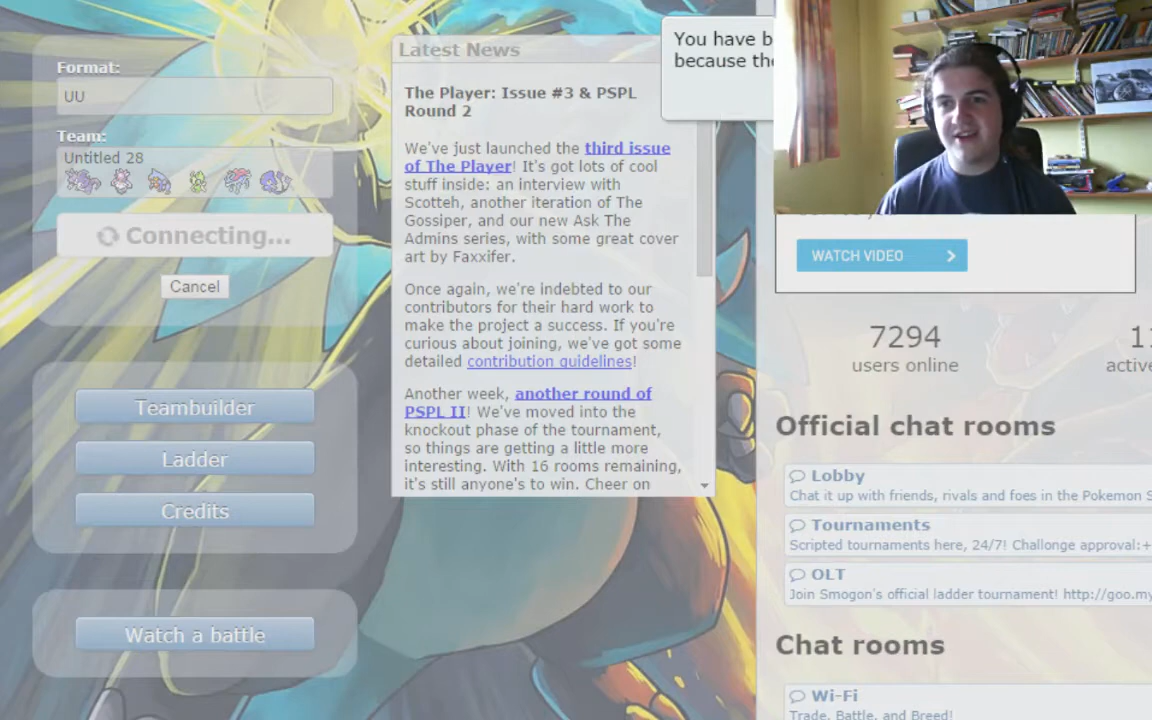 Format:
UU
Team:
Untitled 28
Connecting...
Cancel
Teambuilder
Ladder
Credits
Watch a battle
Latest News
The Player: Issue #3 & PSPL
Round 2
We've just launched the third issue
of The Player! It's got lots of cool
stuff inside: an interview with
Scotteh, another iteration of The
Gossiper, and our new Ask The
Admins series, with some great cover
art by Faxxifer.
Once again, we're indebted to our
contributors for their hard work to
make the project a success. If you're
curious about joining, we've got some
detailed contribution guidelines!
Another week, another round of
PSPL II! We've moved into the
knockout phase of the tournament,
so things are getting a little more
interesting. With 16 rooms remaining,
it's still anyone's to win. Cheer on
You have b
because the
WATCH VIDEO
7294
users online
active
Official chat rooms
Lobby
Chat it up with friends, rivals and foes in the Pokemon S
Tournaments
Scripted tournaments here, 24/7! Challonge approval:+
OLT
Join Smogon's official ladder tournament! http://goo.my
Chat rooms
Wi-Fi
Trade, Battle, and Breed!